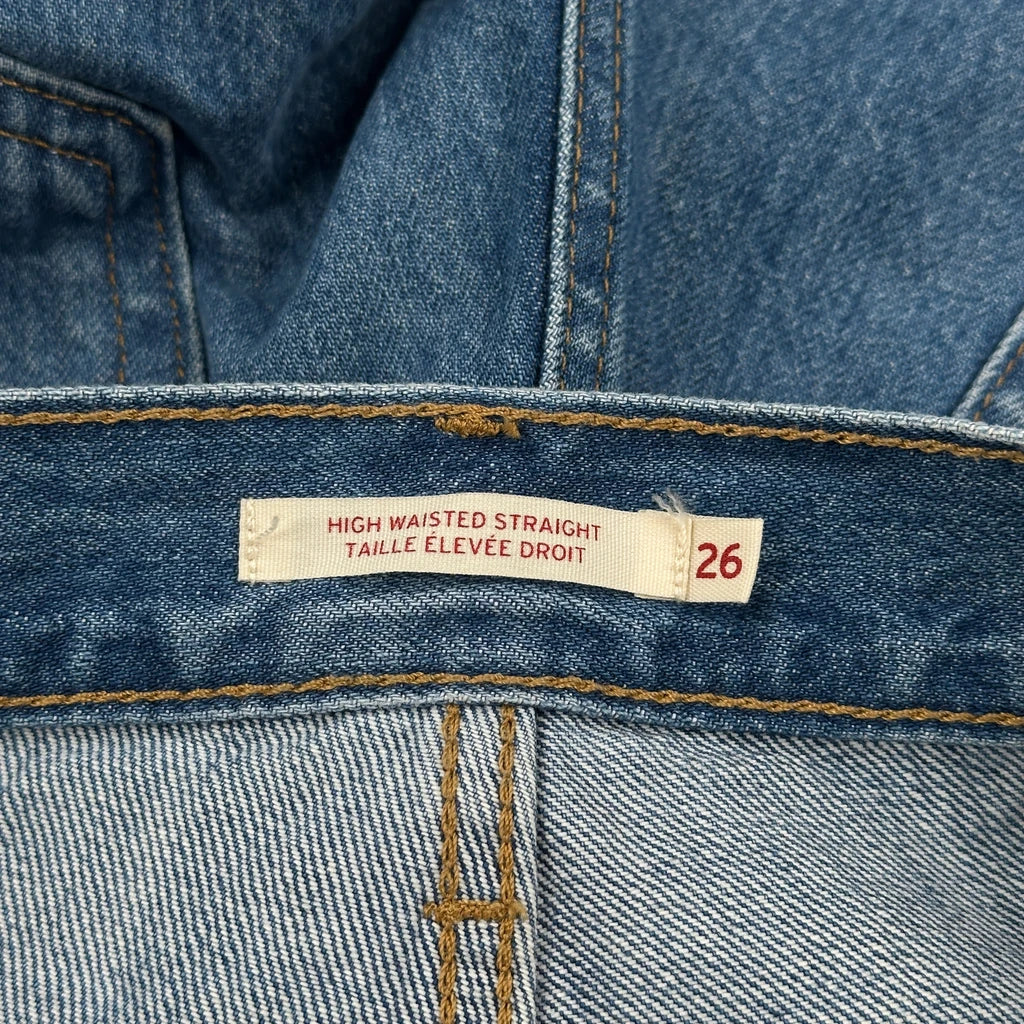 HIGH WAISTED STRAIGHT
TAILLE ÉLEVÉE DROIT
26